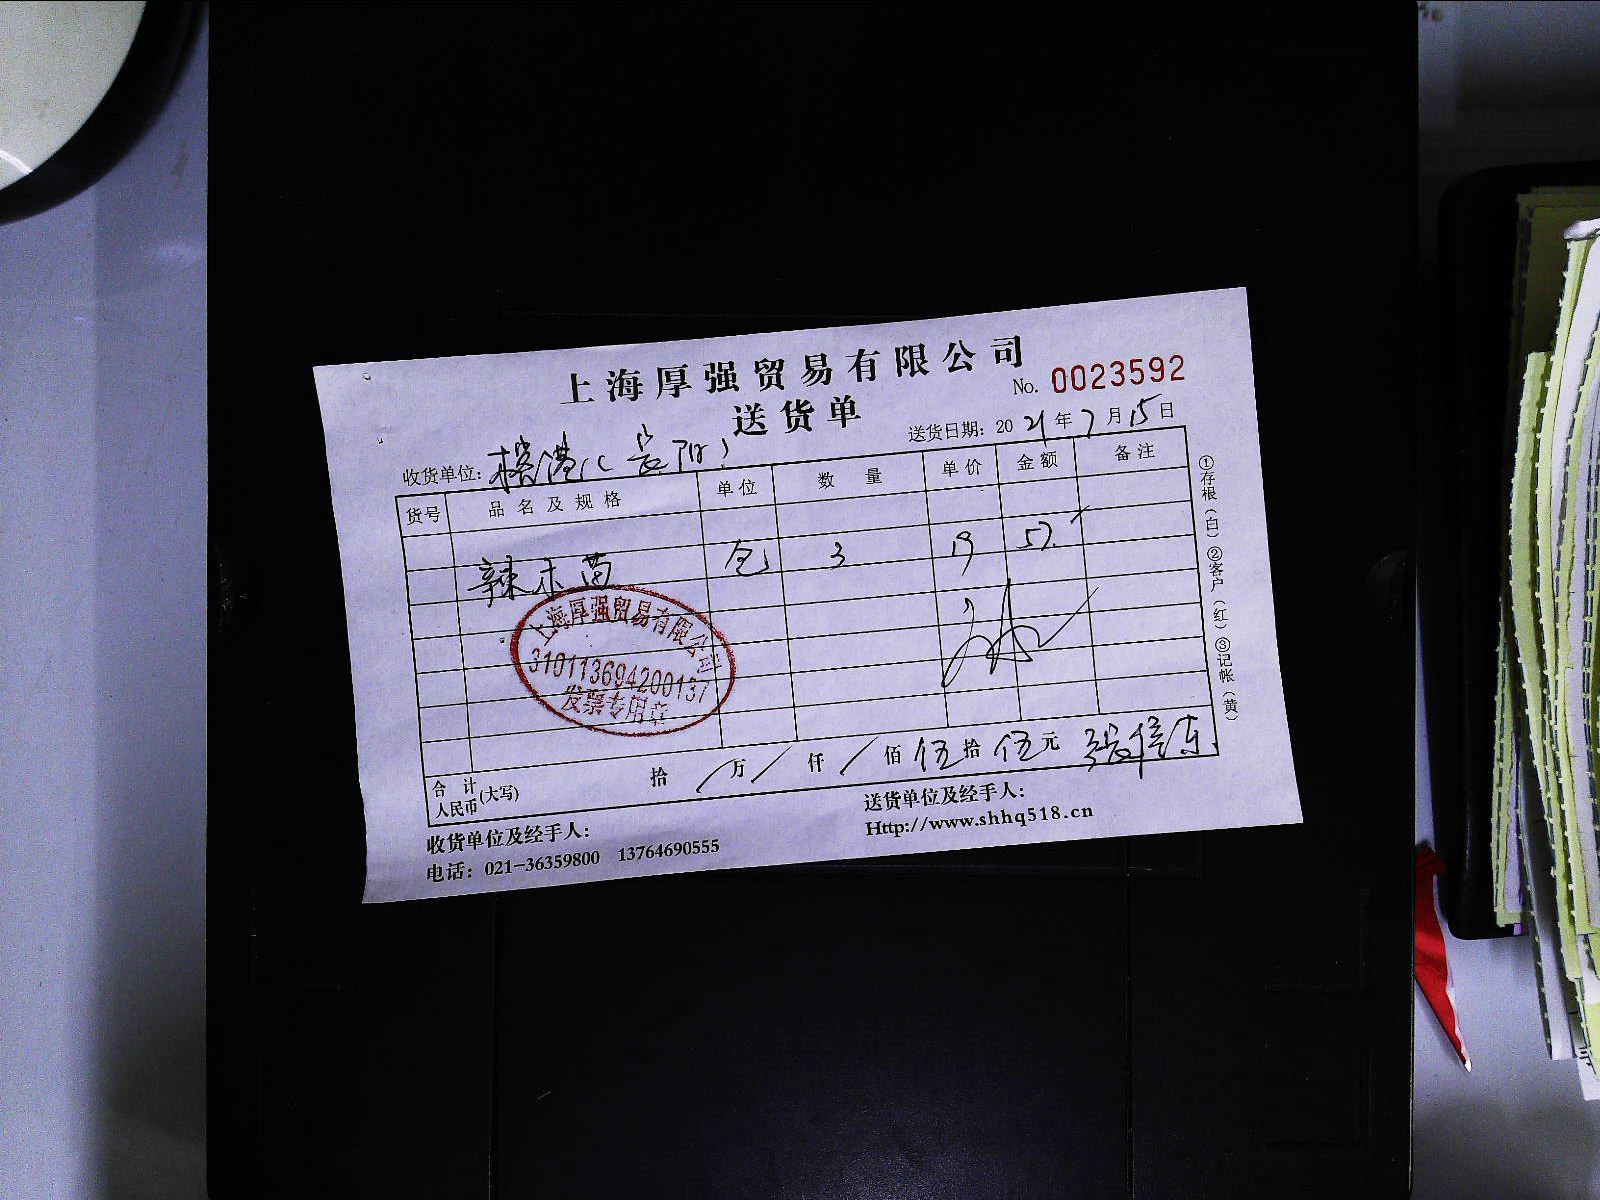 上海厚强贸易有限公司
No. 0023592
送货单
送货日期: 2021年7月15日
收货单位: 港(长阳)
货号 品名及规格 单位 数量 单价 金额 备注
辣木苗 包 3 19 57.
上海厚强贸易有限公司
310113694200137
发票专用章
合计人民币(大写) 拾/万/仟/佰伍拾伍元
收货单位及经手人:
送货单位及经手人:
电话: 021-36359800 13764690555
Http://www.shhq518.cn
①存根(白) ②客户(红) ③记帐(黄)